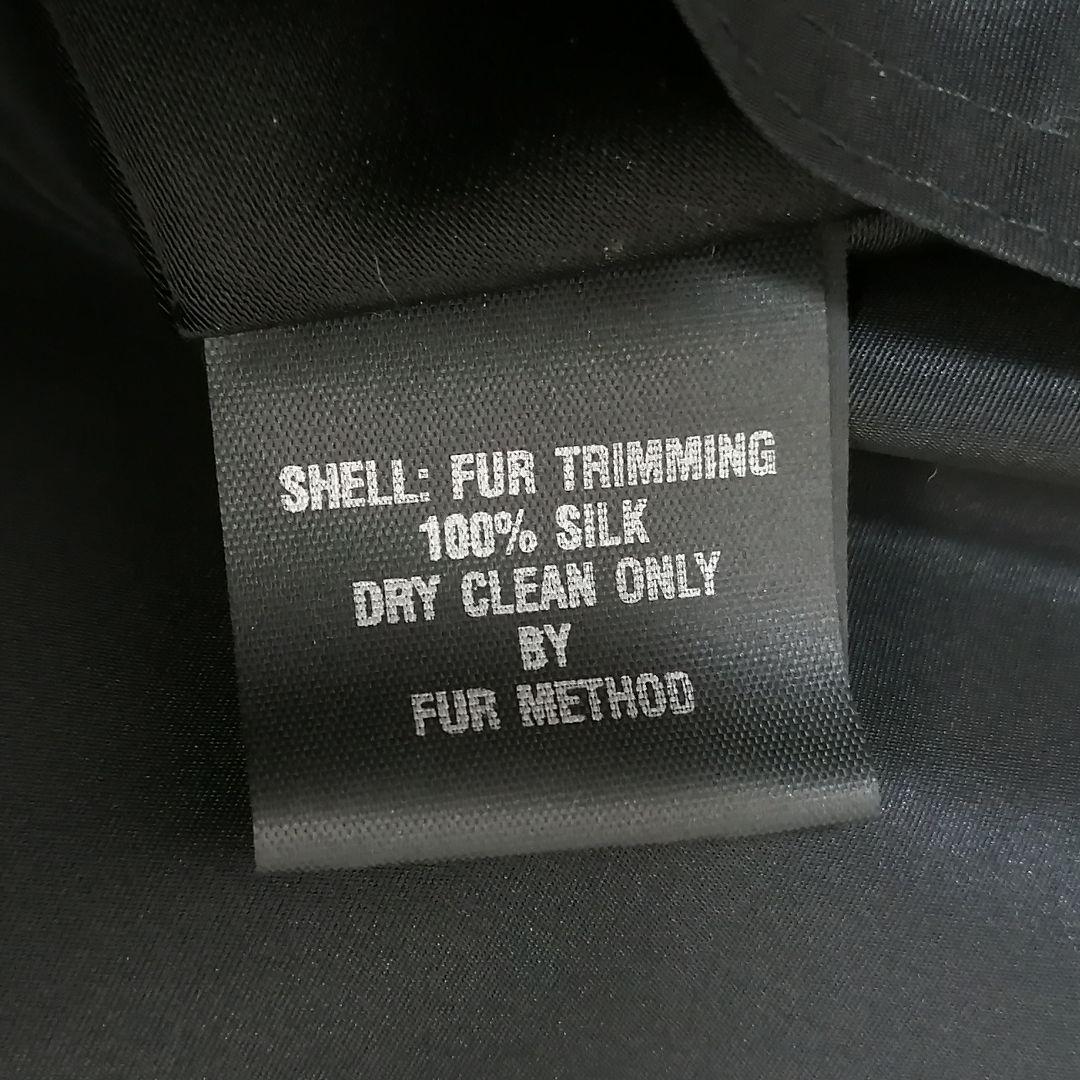 SHELL: FUR TRIMMING
100% SILK
DRY CLEAN ONLY
BY
FUR METHOD